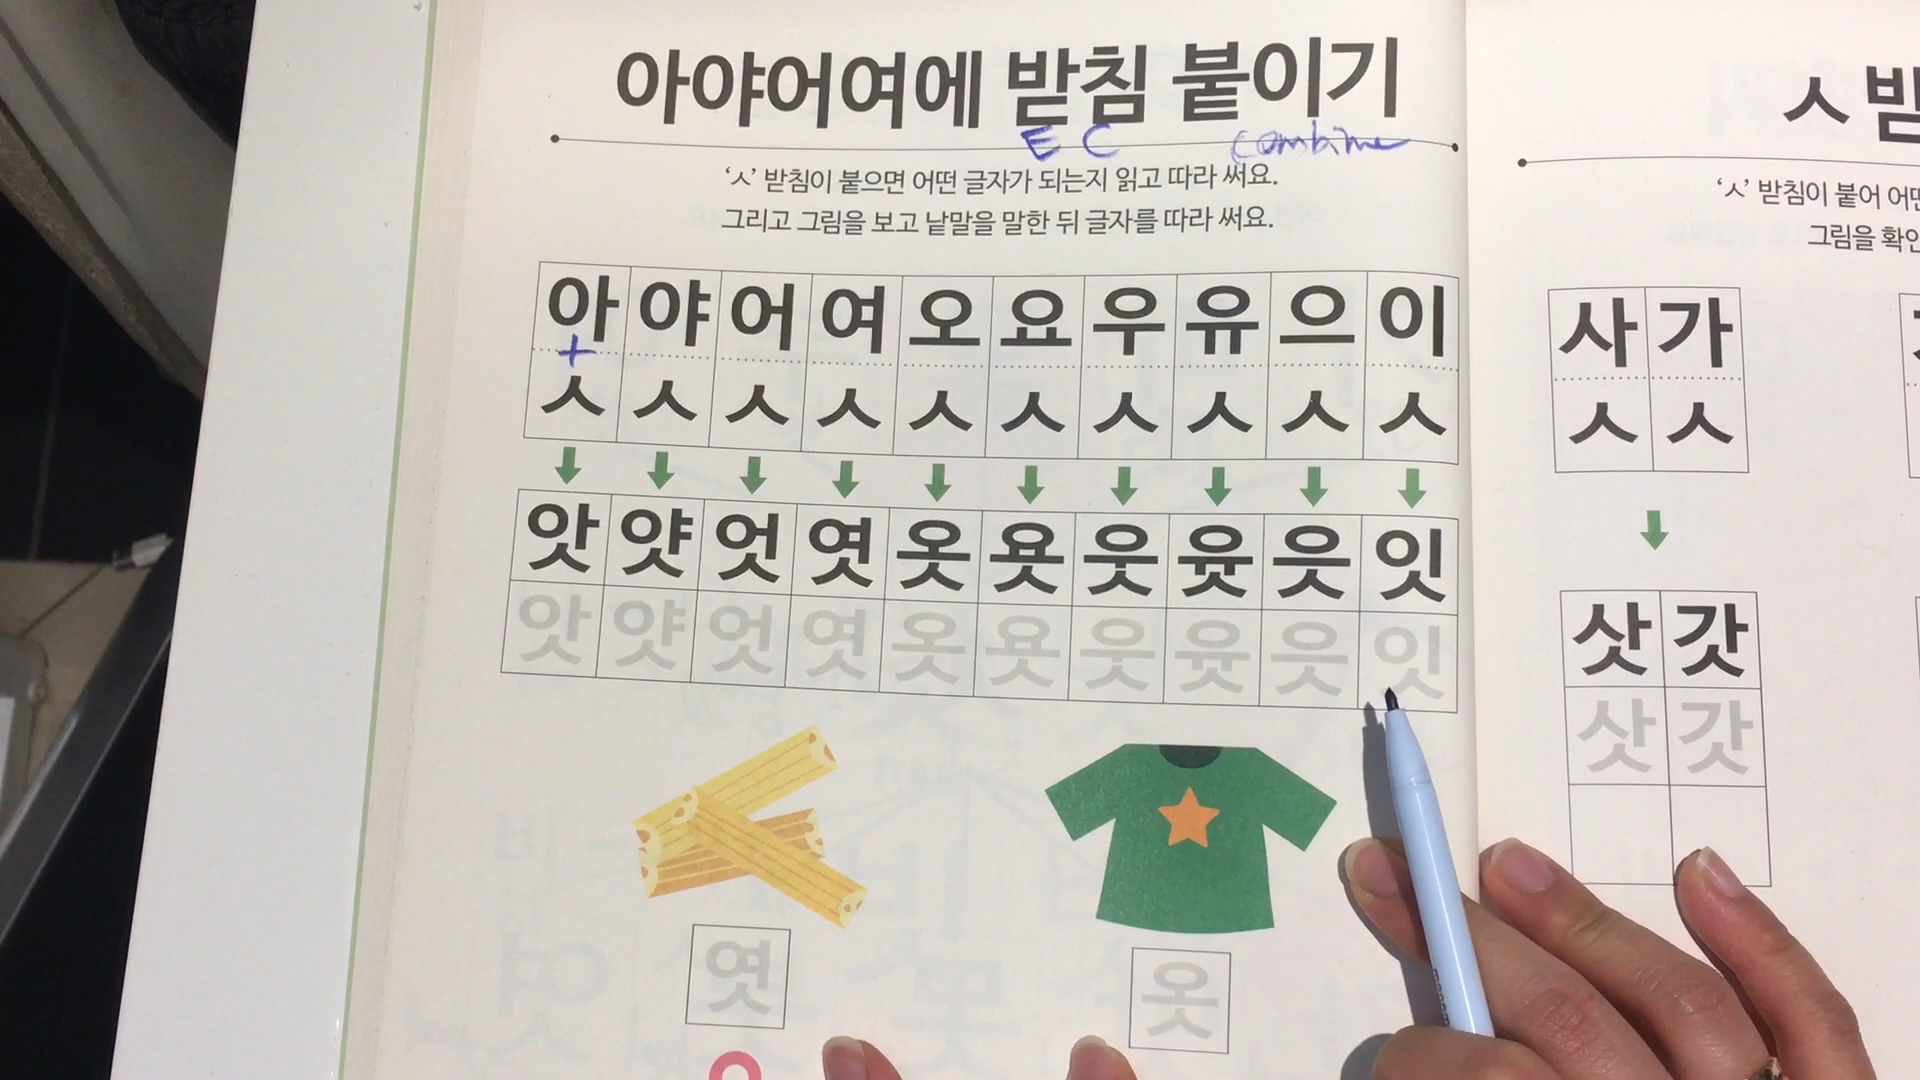 아야어여에 받침 붙이기
E C combine
'ㅅ' 받침이 붙으면 어떤 글자가 되는지 읽고 따라 써요.
그리고 그림을 보고 낱말을 말한 뒤 글자를 따라 써요.
아 야 어 여 오 요 우 유 으 이
+
ㅅ ㅅ ㅅ ㅅ ㅅ ㅅ ㅅ ㅅ ㅅ ㅅ
앗 얏 엇 엿 옷 욧 웃 윳 읏 잇
앗 얏 엇 엿 옷 욧 웃 윳 읏 잇
엿 옷
ㅅ 받
'ㅅ' 받침이 붙어
그림을
사 가
ㅅ ㅅ
삿 갓
삿 갓